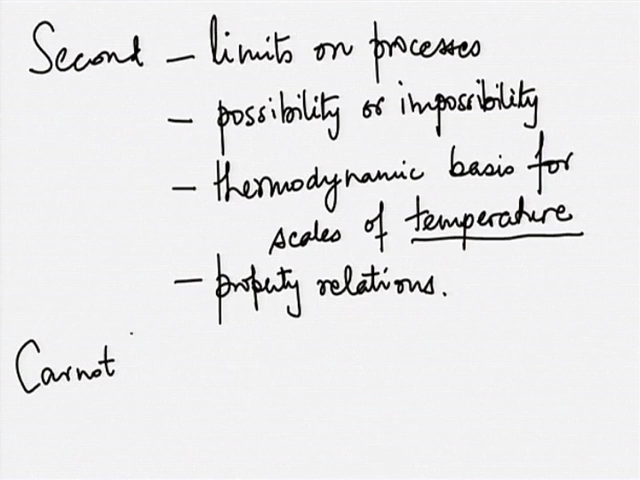 Second – limits on processes
– possibility or impossibility
– thermodynamic basis for
scales of temperature
– property relations.
Carnot